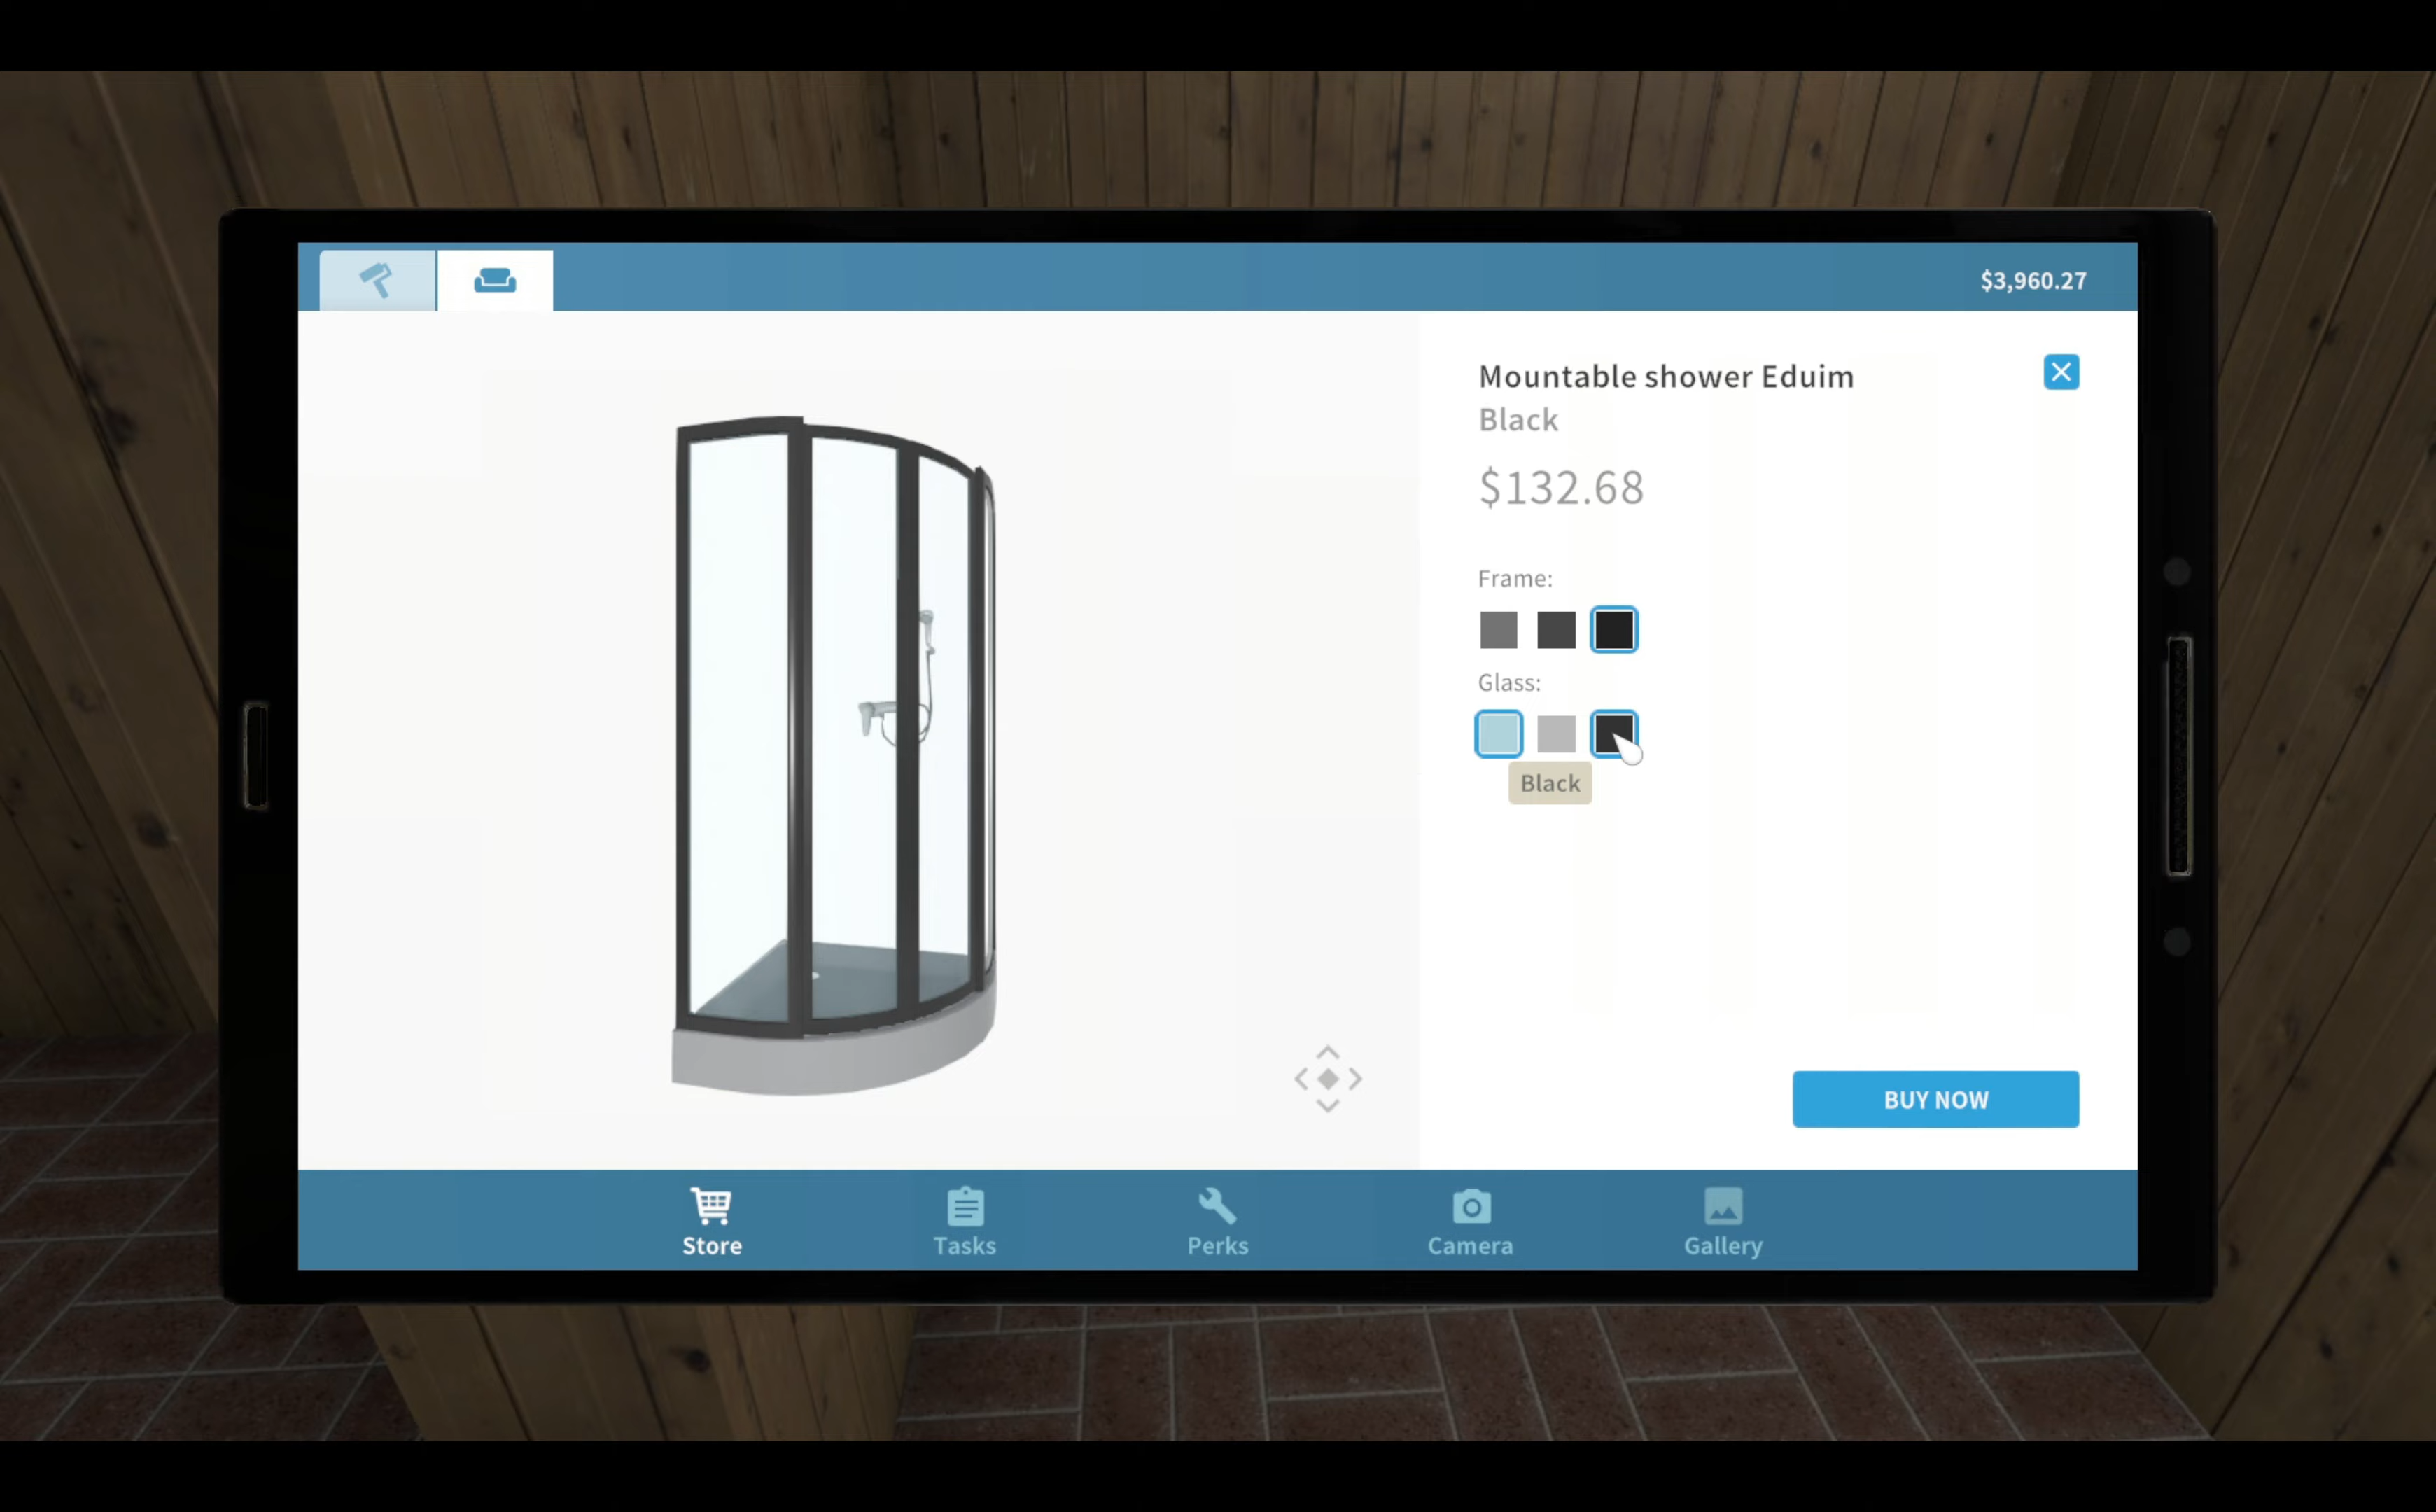 $3,960.27
Mountable shower Eduim
Black
$132.68
Frame:
Glass:
Black
BUY NOW
Store
Tasks
Perks
Camera
Gallery